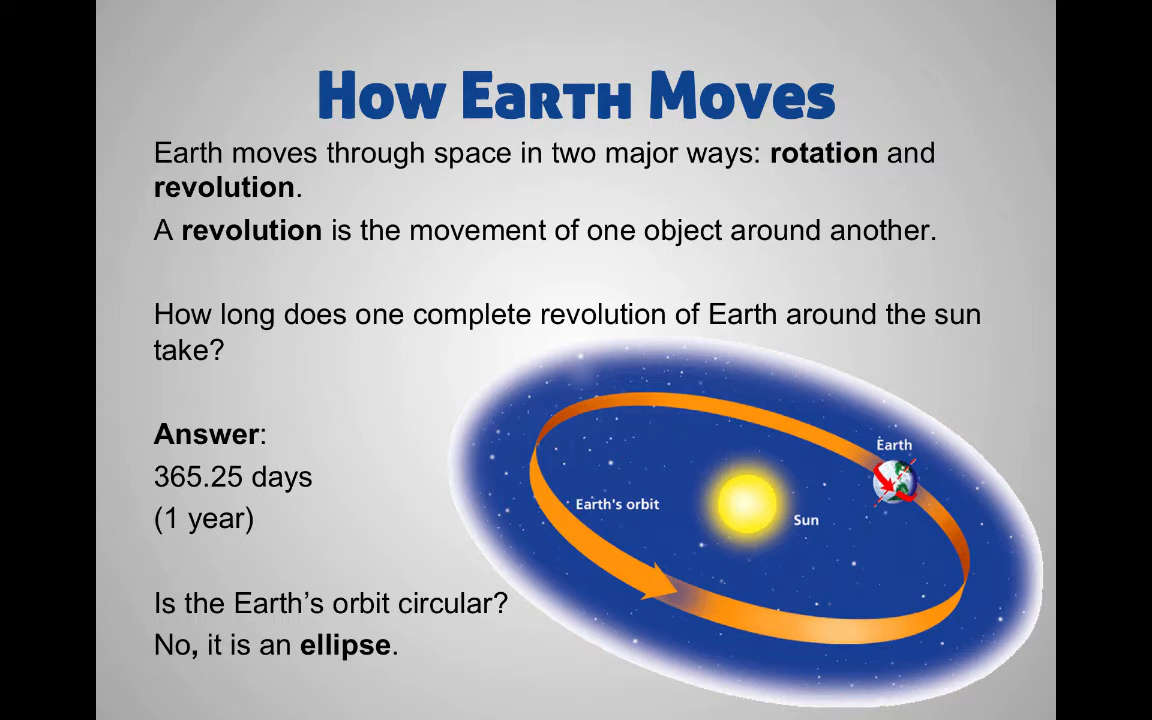 How Earth Moves
Earth moves through space in two major ways: rotation and
revolution.
A revolution is the movement of one object around another.
How long does one complete revolution of Earth around the sun
take?
Answer:
365.25 days
(1 year)
Is the Earth’s orbit circular?
No, it is an ellipse.
Earth
Earth's orbit
Sun